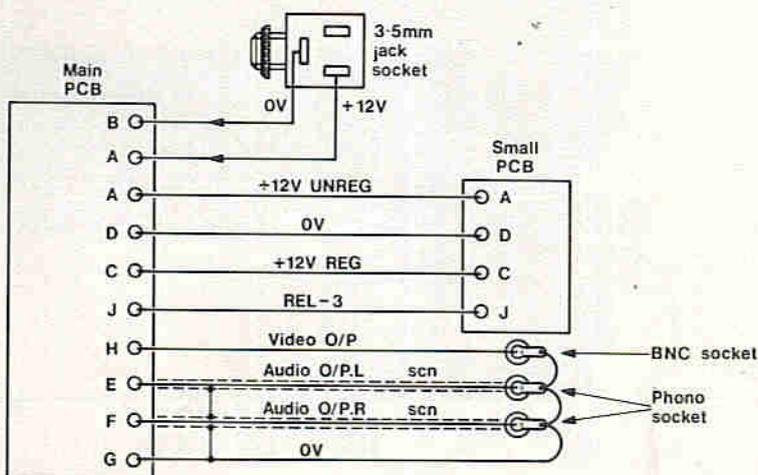 3·5mm
jack
socket
Main
PCB
0V
+12V
B
A
Small
PCB
A
+12V UNREG
A
D
0V
D
C
+12V REG
C
J
REL-3
J
H
Video O/P
BNC socket
E
Audio O/P.L
scn
Phono
socket
F
Audio O/P.R
scn
G
0V